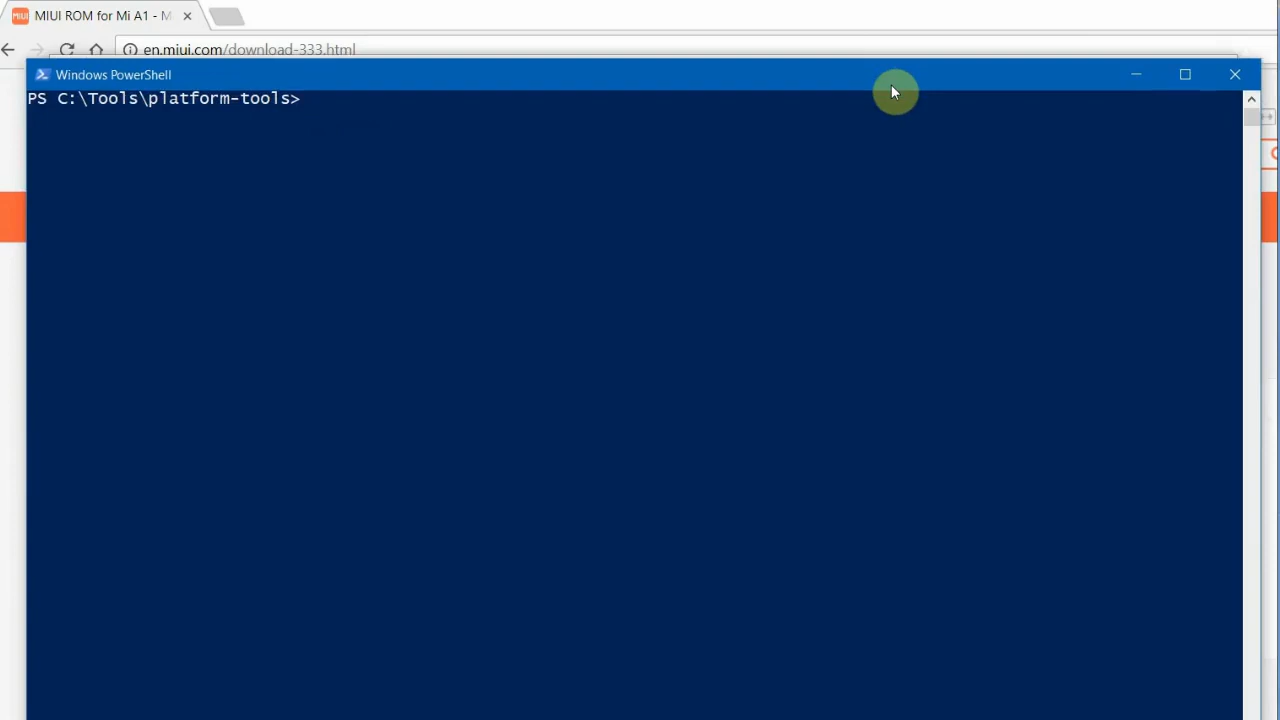 MIUI ROM for Mi A1 - M
en.miui.com/download-333.html
Windows PowerShell
PS C:\Tools\platform-tools>